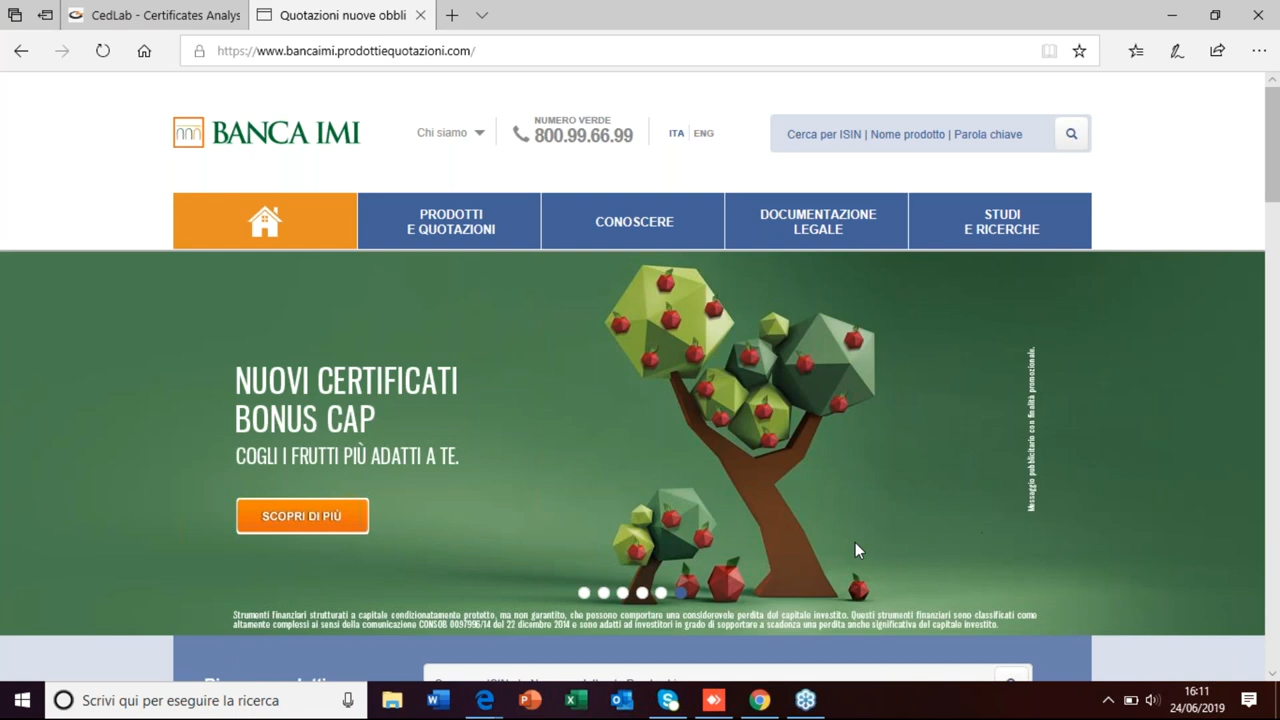 CedLab - Certificates Analys
Quotazioni nuove obbli
https://www.bancaimi.prodottiequotazioni.com/
BANCA IMI
Chi siamo
NUMERO VERDE
800.99.66.99
ITA
ENG
Cerca per ISIN | Nome prodotto | Parola chiave
PRODOTTI
E QUOTAZIONI
CONOSCERE
DOCUMENTAZIONE
LEGALE
STUDI
E RICERCHE
NUOVI CERTIFICATI
BONUS CAP
COGLI I FRUTTI PIÙ ADATTI A TE.
SCOPRI DI PIÙ
Messaggio pubblicitario con finalità promozionale.
Strumenti finanziari strutturati a capitale condizionatamente protetto, ma non garantito, che possono comportare una considerevole perdita del capitale investito. Questi strumenti finanziari sono classificati come
altamento complessi ai sensi della comunicazione CONSOB 0097996/14 del 22 dicembre 2014 e sono adatti ad investitori in grado di sopportare a scadenza una perdita anche significativa del capitale investito.
Scrivi qui per eseguire la ricerca
16:11
24/06/2019